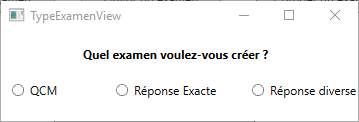 TypeExamenView
Quel examen voulez-vous créer ?
QCM Réponse Exacte Réponse diverse